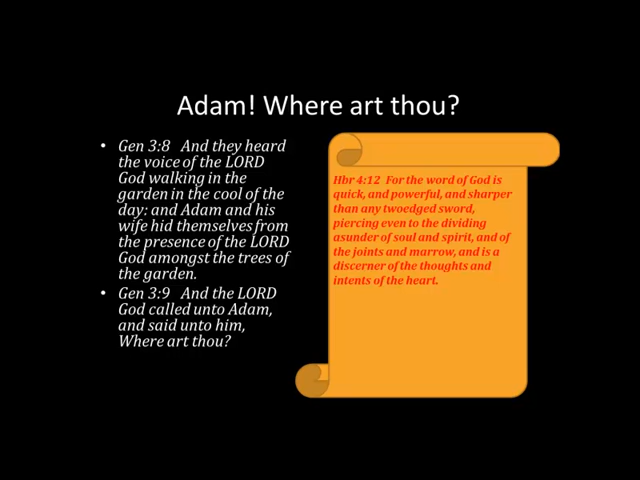 Adam! Where art thou?
• Gen 3:8 And they heard
the voice of the LORD
God walking in the
garden in the cool of the
day: and Adam and his
wife hid themselves from
the presence of the LORD
God amongst the trees of
the garden.
• Gen 3:9 And the LORD
God called unto Adam,
and said unto him,
Where art thou?
Hbr 4:12 For the word of God is
quick, and powerful, and sharper
than any twoedged sword,
piercing even to the dividing
asunder of soul and spirit, and of
the joints and marrow, and is a
discerner of the thoughts and
intents of the heart.